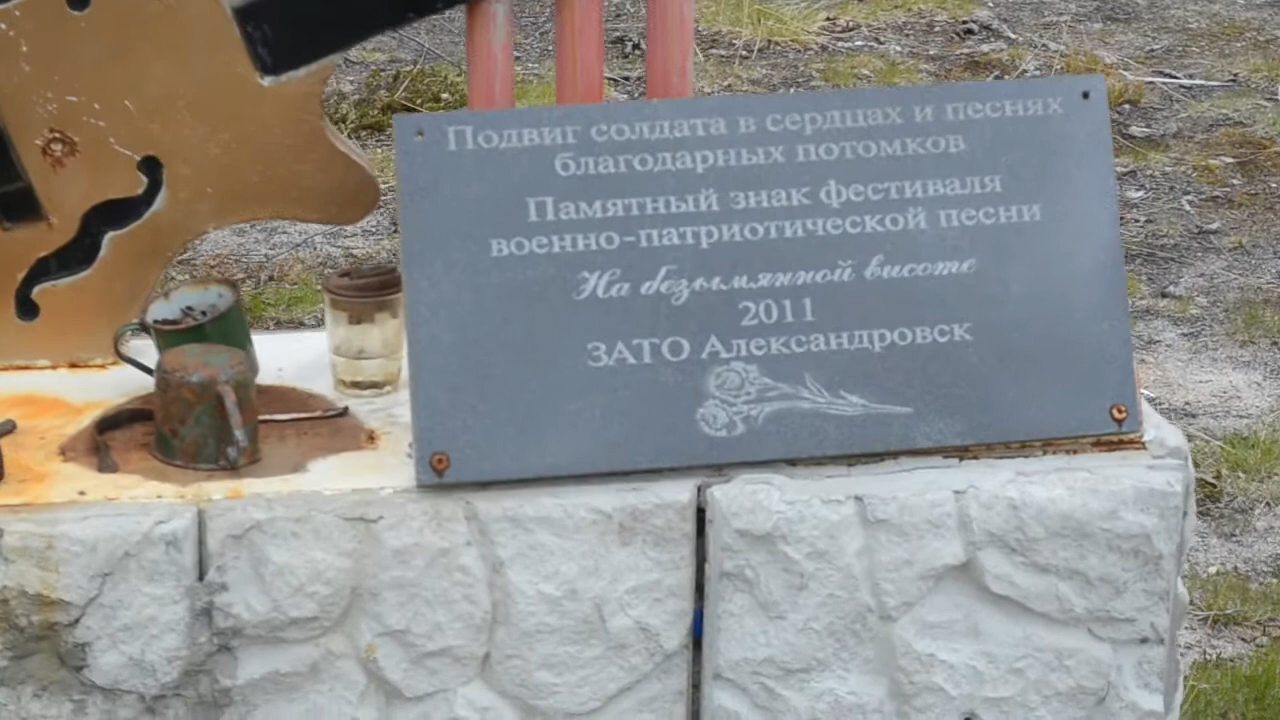 Подвиг солдата в сердцах и песнях
благодарных потомков
Памятный знак фестиваля
военно-патриотической песни
На безымянной высоте
2011
ЗАТО Александровск